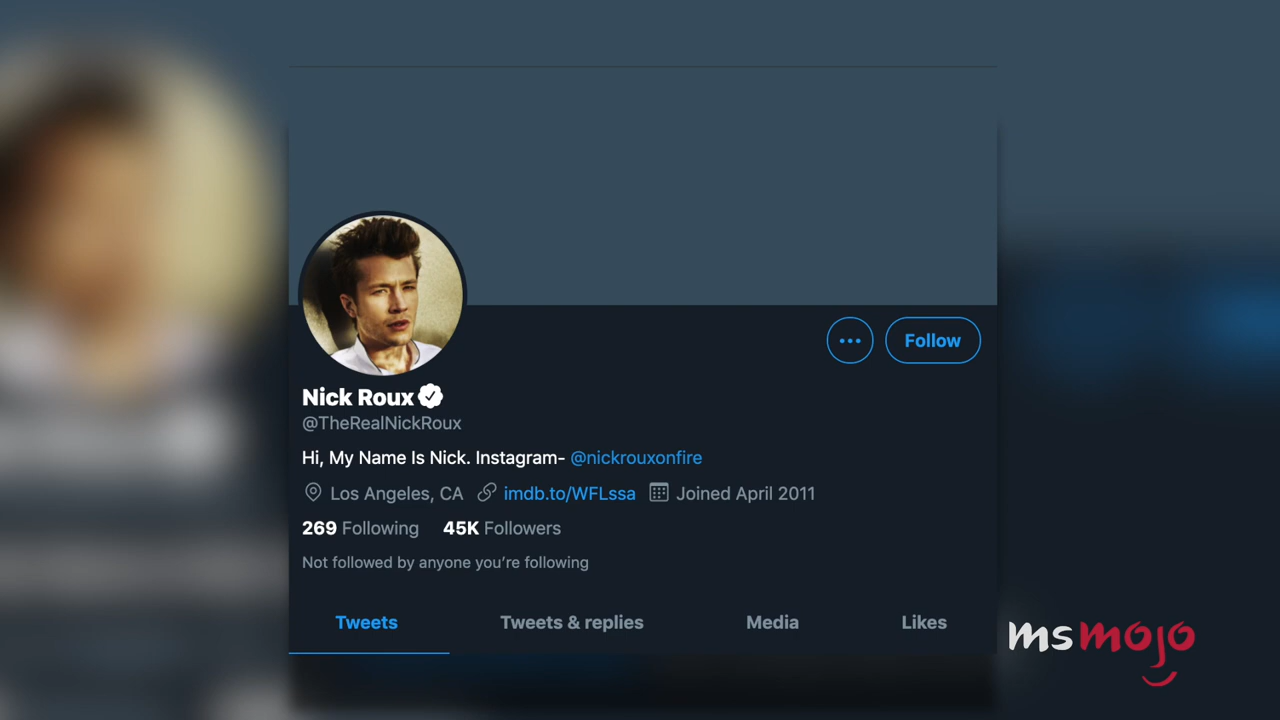 Follow
Nick Roux
@TheRealNickRoux
Hi, My Name Is Nick. Instagram- @nickrouxonfire
Los Angeles, CA imdb.to/WFLssa Joined April 2011
269 Following 45K Followers
Not followed by anyone you're following
Tweets Tweets & replies Media Likes
msmojo